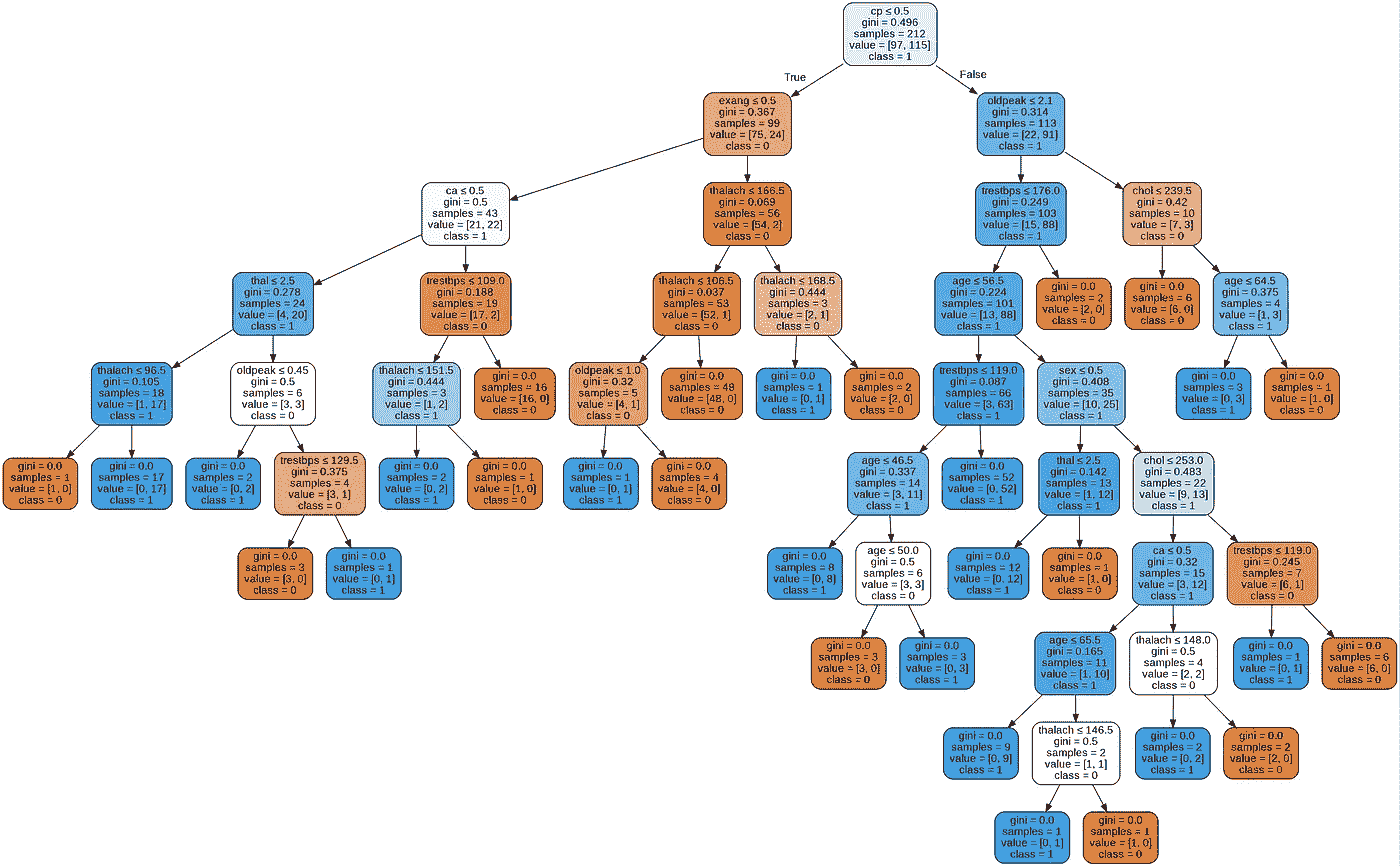 cp ≤ 0.5
gini = 0.496
samples = 212
value = [97, 115]
class = 1
True
False
exang ≤ 0.5
gini = 0.367
samples = 99
value = [75, 24]
class = 0
oldpeak ≤ 2.1
gini = 0.314
samples = 113
value = [22, 91]
class = 1
ca ≤ 0.5
gini = 0.5
samples = 43
value = [21, 22]
class = 1
thalach ≤ 166.5
gini = 0.069
samples = 56
value = [54, 2]
class = 0
trestbps ≤ 176.0
gini = 0.249
samples = 103
value = [15, 88]
class = 1
chol ≤ 239.5
gini = 0.42
samples = 10
value = [7, 3]
class = 0
thal ≤ 2.5
gini = 0.278
samples = 24
value = [4, 20]
class = 1
trestbps ≤ 109.0
gini = 0.188
samples = 19
value = [17, 2]
class = 0
thalach ≤ 106.5
gini = 0.037
samples = 53
value = [52, 1]
class = 0
thalach ≤ 168.5
gini = 0.444
samples = 3
value = [2, 1]
class = 0
age ≤ 56.5
gini = 0.224
samples = 101
value = [13, 88]
class = 1
gini = 0.0
samples = 2
value = [2, 0]
class = 0
gini = 0.0
samples = 6
value = [6, 0]
class = 0
age ≤ 64.5
gini = 0.375
samples = 4
value = [1, 3]
class = 1
thalach ≤ 96.5
gini = 0.105
samples = 18
value = [1, 17]
class = 1
oldpeak ≤ 0.45
gini = 0.5
samples = 6
value = [3, 3]
class = 0
thalach ≤ 151.5
gini = 0.444
samples = 3
value = [1, 2]
class = 1
gini = 0.0
samples = 16
value = [16, 0]
class = 0
oldpeak ≤ 1.0
gini = 0.32
samples = 5
value = [4, 1]
class = 0
gini = 0.0
samples = 48
value = [48, 0]
class = 0
gini = 0.0
samples = 1
value = [0, 1]
class = 1
gini = 0.0
samples = 2
value = [2, 0]
class = 0
trestbps ≤ 119.0
gini = 0.087
samples = 66
value = [3, 63]
class = 1
sex ≤ 0.5
gini = 0.408
samples = 35
value = [10, 25]
class = 1
gini = 0.0
samples = 3
value = [0, 3]
class = 1
gini = 0.0
samples = 1
value = [1, 0]
class = 0
gini = 0.0
samples = 1
value = [1, 0]
class = 0
gini = 0.0
samples = 17
value = [0, 17]
class = 1
gini = 0.0
samples = 2
value = [0, 2]
class = 1
trestbps ≤ 129.5
gini = 0.375
samples = 4
value = [3, 1]
class = 0
gini = 0.0
samples = 2
value = [0, 2]
class = 1
gini = 0.0
samples = 1
value = [1, 0]
class = 0
gini = 0.0
samples = 1
value = [0, 1]
class = 1
gini = 0.0
samples = 4
value = [4, 0]
class = 0
age ≤ 46.5
gini = 0.337
samples = 14
value = [3, 11]
class = 1
gini = 0.0
samples = 52
value = [0, 52]
class = 1
thal ≤ 2.5
gini = 0.142
samples = 13
value = [1, 12]
class = 1
chol ≤ 253.0
gini = 0.483
samples = 22
value = [9, 13]
class = 1
gini = 0.0
samples = 3
value = [3, 0]
class = 0
gini = 0.0
samples = 1
value = [0, 1]
class = 1
gini = 0.0
samples = 8
value = [0, 8]
class = 1
age ≤ 50.0
gini = 0.5
samples = 6
value = [3, 3]
class = 0
gini = 0.0
samples = 12
value = [0, 12]
class = 1
gini = 0.0
samples = 1
value = [1, 0]
class = 0
ca ≤ 0.5
gini = 0.32
samples = 15
value = [3, 12]
class = 1
trestbps ≤ 119.0
gini = 0.245
samples = 7
value = [6, 1]
class = 0
gini = 0.0
samples = 3
value = [3, 0]
class = 0
gini = 0.0
samples = 3
value = [0, 3]
class = 1
age ≤ 65.5
gini = 0.165
samples = 11
value = [1, 10]
class = 1
thalach ≤ 148.0
gini = 0.5
samples = 4
value = [2, 2]
class = 0
gini = 0.0
samples = 1
value = [0, 1]
class = 1
gini = 0.0
samples = 6
value = [6, 0]
class = 0
gini = 0.0
samples = 9
value = [0, 9]
class = 1
thalach ≤ 146.5
gini = 0.5
samples = 2
value = [1, 1]
class = 0
gini = 0.0
samples = 2
value = [0, 2]
class = 1
gini = 0.0
samples = 2
value = [2, 0]
class = 0
gini = 0.0
samples = 1
value = [0, 1]
class = 1
gini = 0.0
samples = 1
value = [1, 0]
class = 0